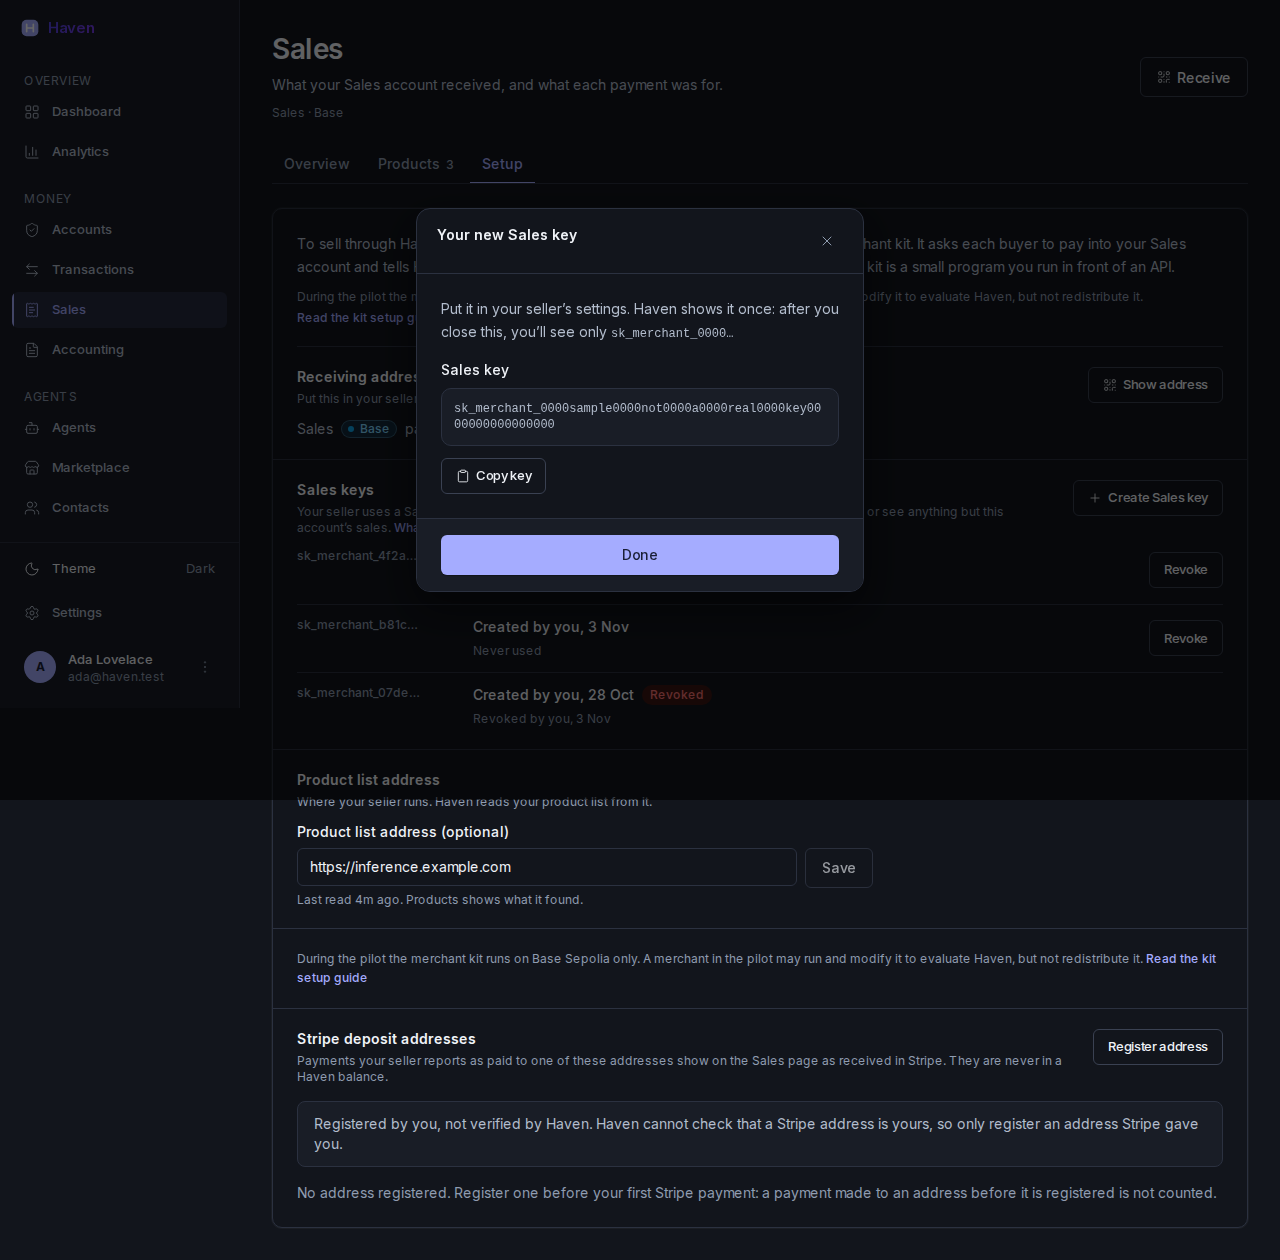 H Haven
OVERVIEW
Dashboard
Analytics
MONEY
Accounts
Transactions
Sales
Accounting
AGENTS
Agents
Marketplace
Contacts
Theme Dark
Settings
A Ada Lovelace
ada@haven.test
Sales
What your Sales account received, and what each payment was for.
Sales · Base
Receive
Overview Products 3 Setup
To sell through Ha
hant kit. It asks each buyer to pay into your Sales
account and tells
kit is a small program you run in front of an API.
During the pilot the
odify it to evaluate Haven, but not redistribute it.
Read the kit setup
Receiving addre
Put this in your seller
Show address
Sales Base
Sales keys
Your seller uses a
or see anything but this
account's sales.
Create Sales key
sk_merchant_4f2a…
Revoke
sk_merchant_b81c…
Created by you, 3 Nov
Never used
Revoke
sk_merchant_07de…
Created by you, 28 Oct Revoked
Revoked by you, 3 Nov
Your new Sales key
Put it in your seller’s settings. Haven shows it once: after you
close this, you’ll see only sk_merchant_0000…
Sales key
sk_merchant_0000sample0000not0000a0000real0000key00
00000000000000
Copy key
Done
Product list address
Where your seller runs. Haven reads your product list from it.
Product list address (optional)
https://inference.example.com
Save
Last read 4m ago. Products shows what it found.
During the pilot the merchant kit runs on Base Sepolia only. A merchant in the pilot may run and modify it to evaluate Haven, but not redistribute it. Read the kit
setup guide
Stripe deposit addresses
Payments your seller reports as paid to one of these addresses show on the Sales page as received in Stripe. They are never in a
Haven balance.
Register address
Registered by you, not verified by Haven. Haven cannot check that a Stripe address is yours, so only register an address Stripe gave
you.
No address registered. Register one before your first Stripe payment: a payment made to an address before it is registered is not counted.